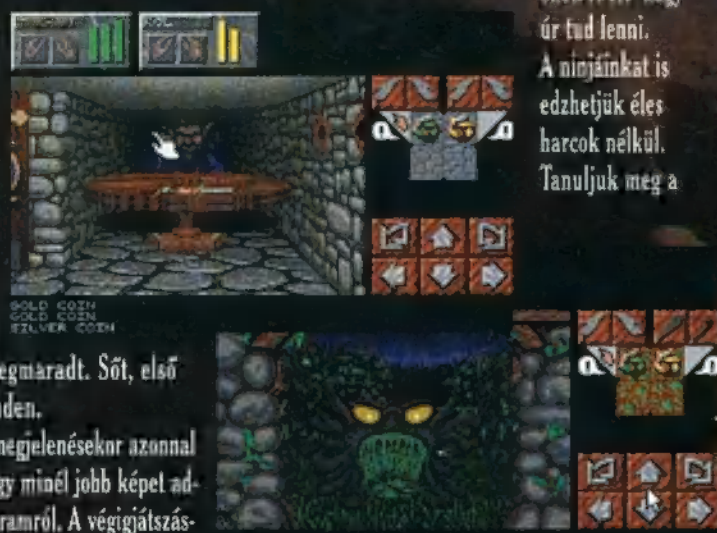 úr tud lenni.
A ninjáinkat is
edzhetjük éles
harcok nélkül.
Tanuljuk meg a
GOLD COIN
GOLD COIN
SILVER COIN
egmaradt. Sőt, első
nden.
negjelenésekor azonnal
gy minél jobb képet ad-
ramról. A végigjátszás-